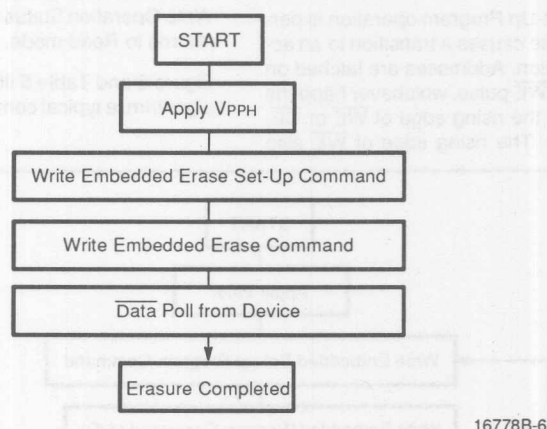 START
Apply VPPH
Write Embedded Erase Set-Up Command
Write Embedded Erase Command
Data Poll from Device
Erasure Completed
16778B-6